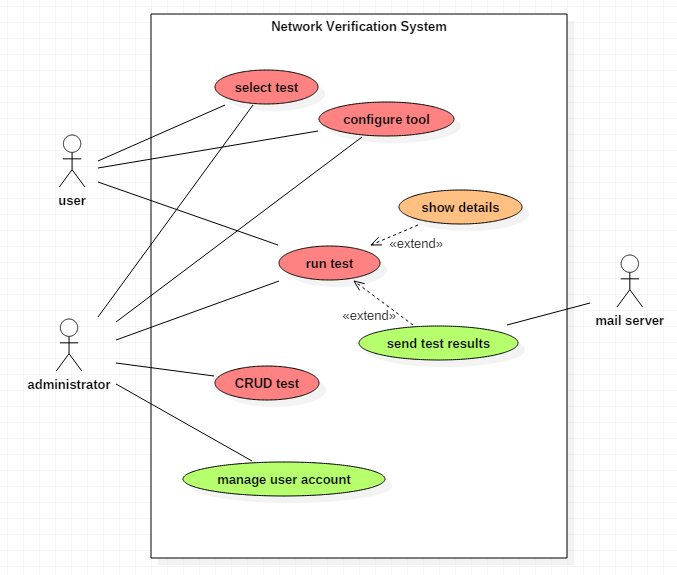 Network Verification System
select test
configure tool
user
show details
«extend»
run test
«extend»
mail server
send test results
administrator
CRUD test
manage user account